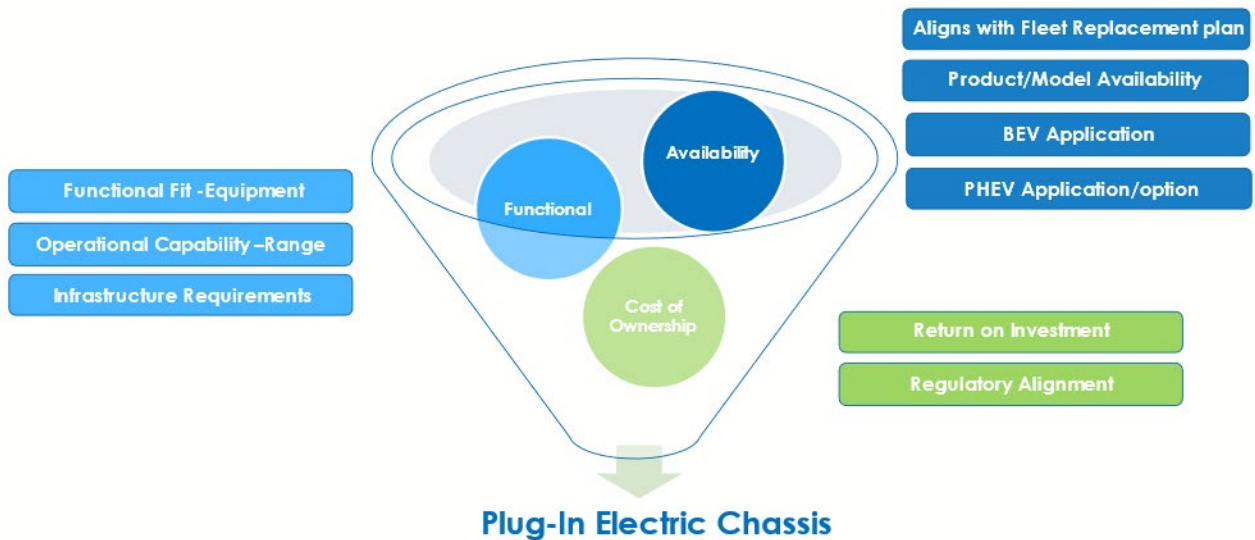 Aligns with Fleet Replacement plan
Product/Model Availability
BEV Application
PHEV Application/option
Availability
Functional
Cost of
Ownership
Functional Fit -Equipment
Operational Capability –Range
Infrastructure Requirements
Return on Investment
Regulatory Alignment
Plug-In Electric Chassis